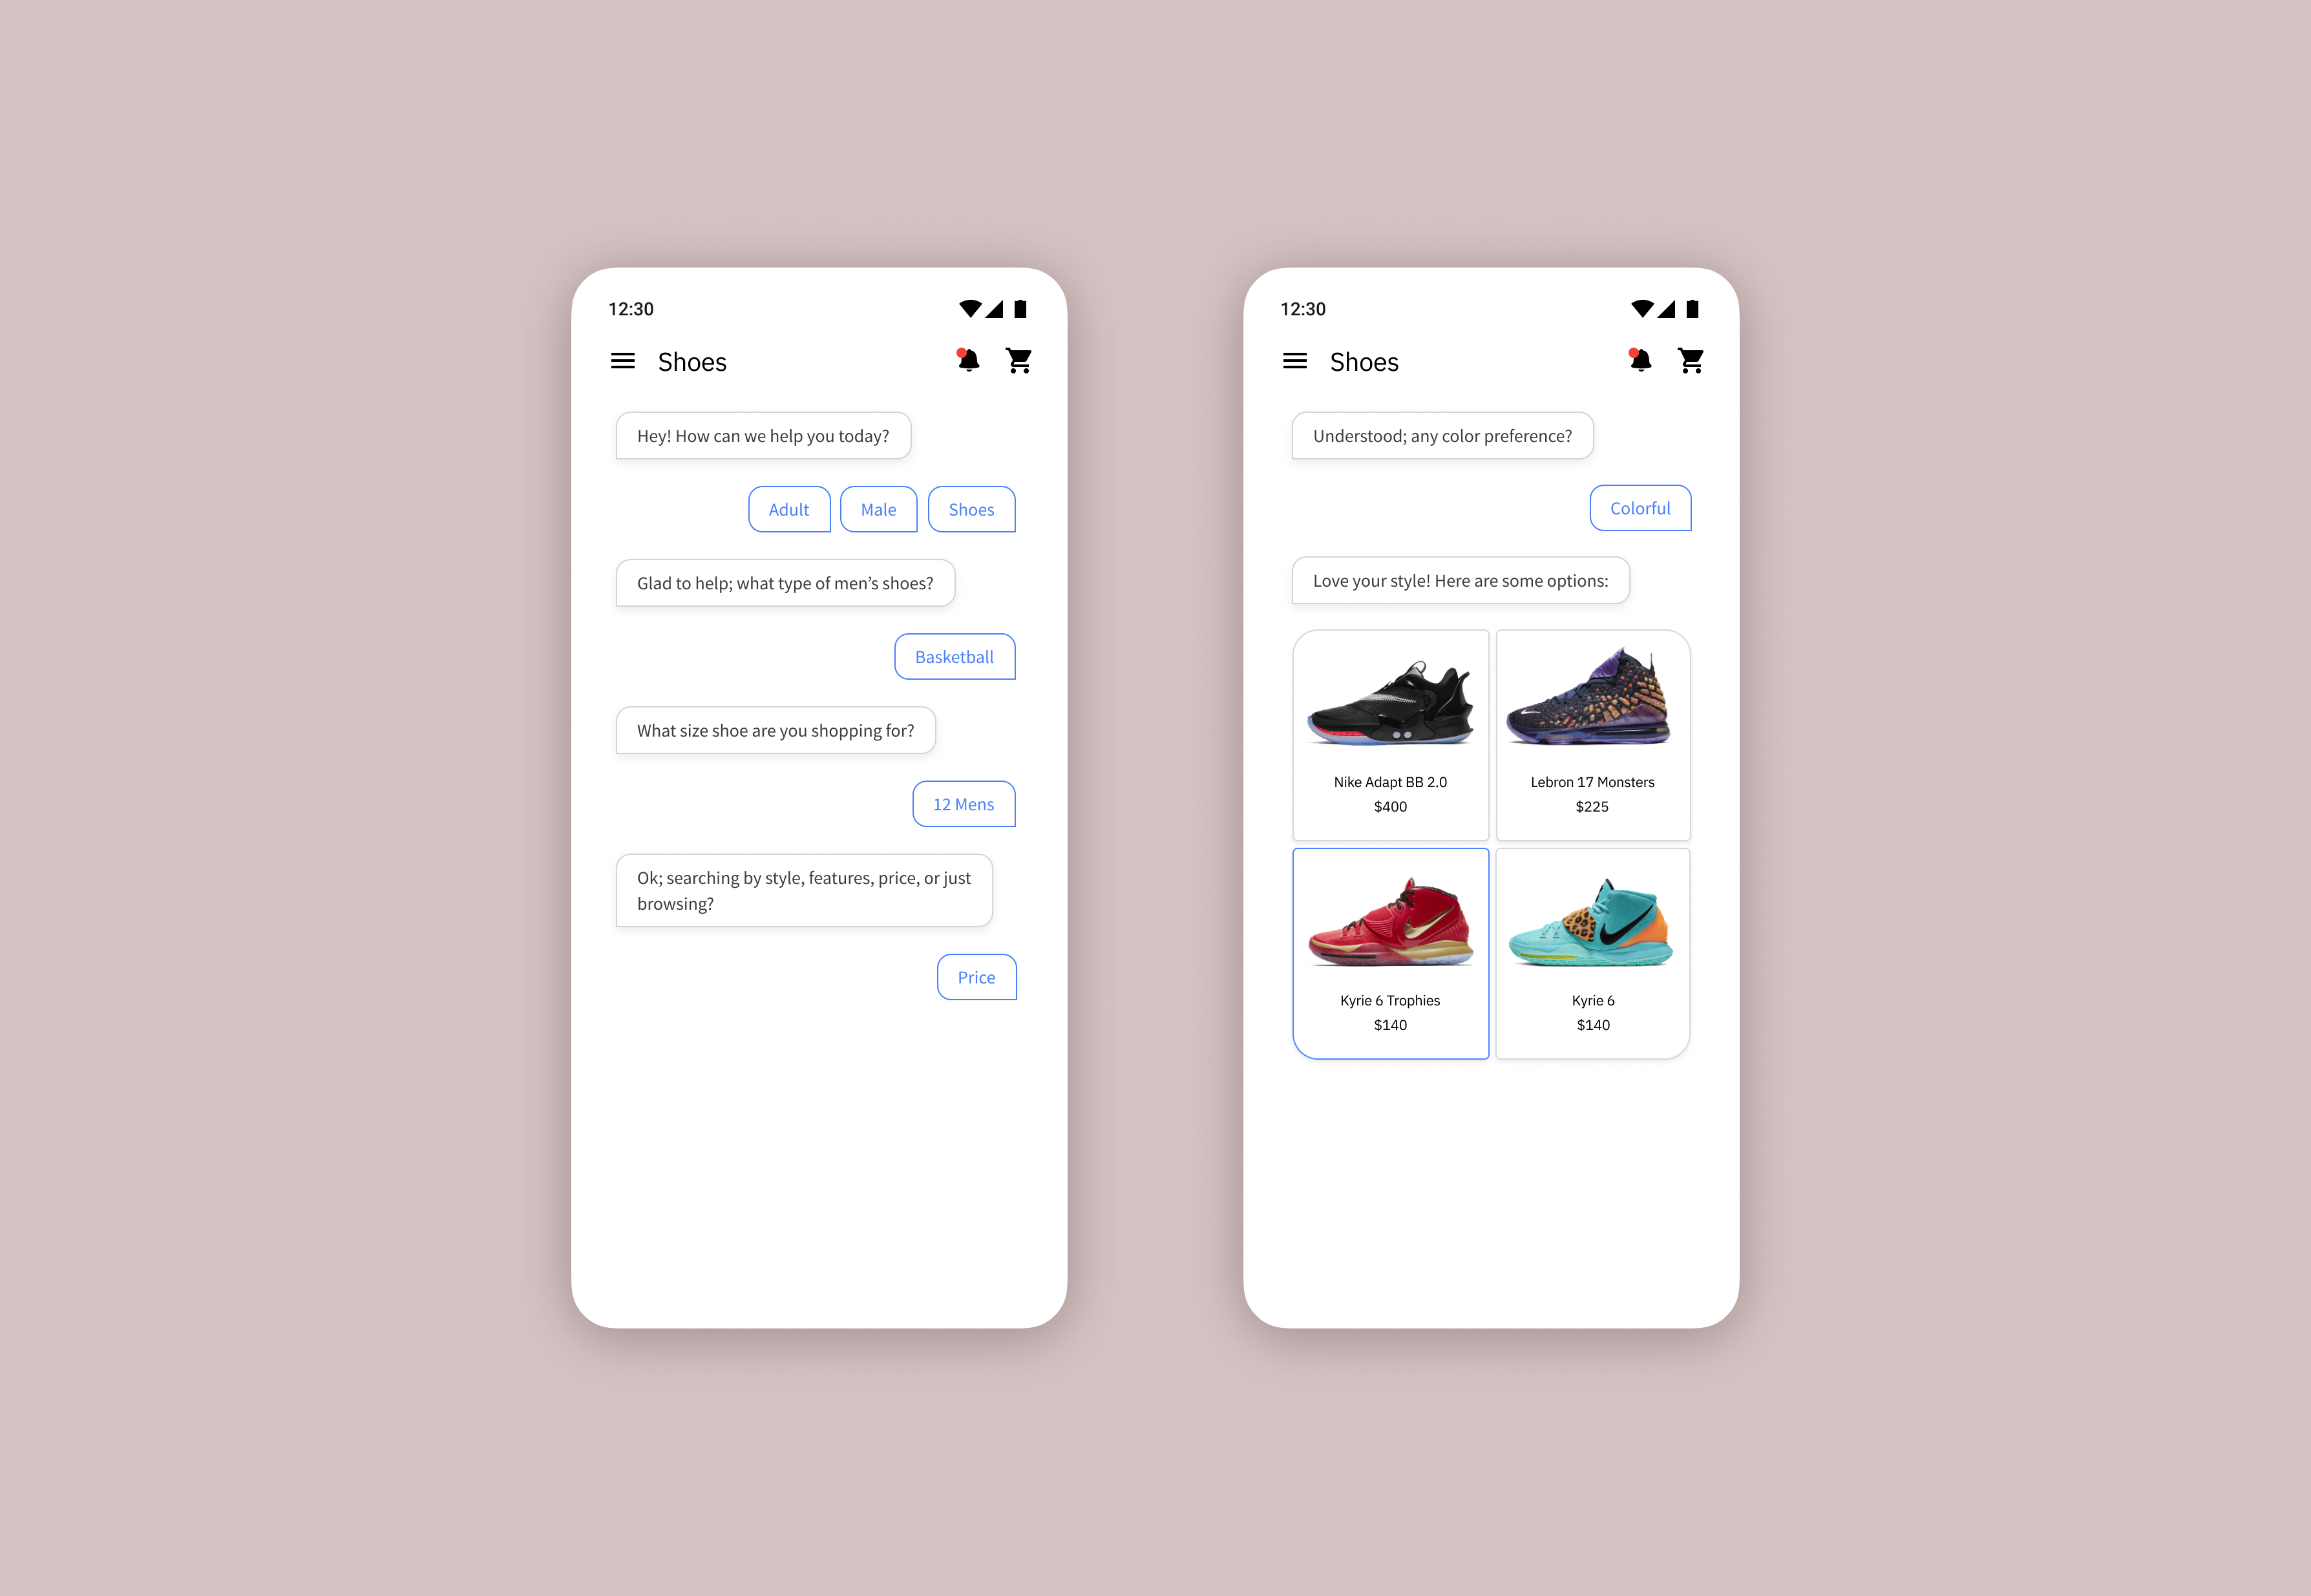 12:30
Shoes
Hey! How can we help you today?
Adult
Male
Shoes
Glad to help; what type of men’s shoes?
Basketball
What size shoe are you shopping for?
12 Mens
Ok; searching by style, features, price, or just
browsing?
Price
12:30
Shoes
Understood; any color preference?
Colorful
Love your style! Here are some options:
Nike Adapt BB 2.0
$400
Lebron 17 Monsters
$225
Kyrie 6 Trophies
$140
Kyrie 6
$140